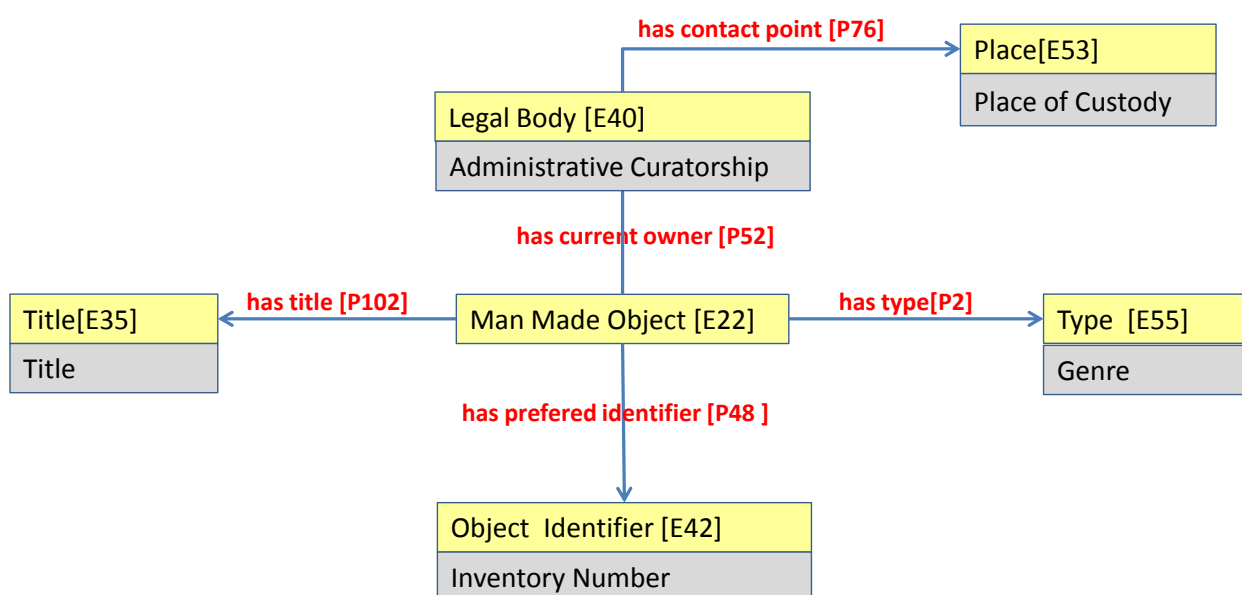 has contact point [P76]
Place[E53]
Place of Custody
Legal Body [E40]
Administrative Curatorship
has current owner [P52]
Title[E35]
Title
has title [P102]
Man Made Object [E22]
has type[P2]
Type  [E55]
Genre
has prefered identifier [P48 ]
Object  Identifier [E42]
Inventory Number